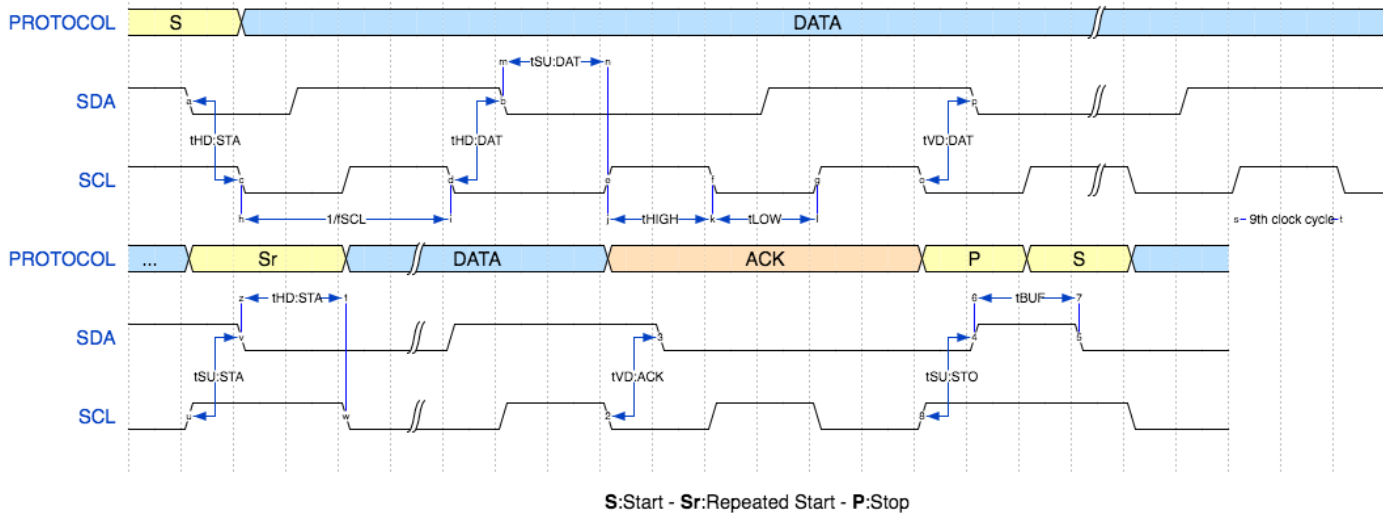 PROTOCOL S DATA
m tSU:DAT n
SDA a b p
tHD:STA tHD:DAT tVD:DAT
SCL c d e f g o
h 1/fSCL i j tHIGH k tLOW l s 9th clock cycle t
PROTOCOL ... Sr DATA ACK P S
z tHD:STA 1 6 tBUF 7
SDA v 3 4 5
tSU:STA tVD:ACK tSU:STO
SCL u w 2 8
S:Start - Sr:Repeated Start - P:Stop